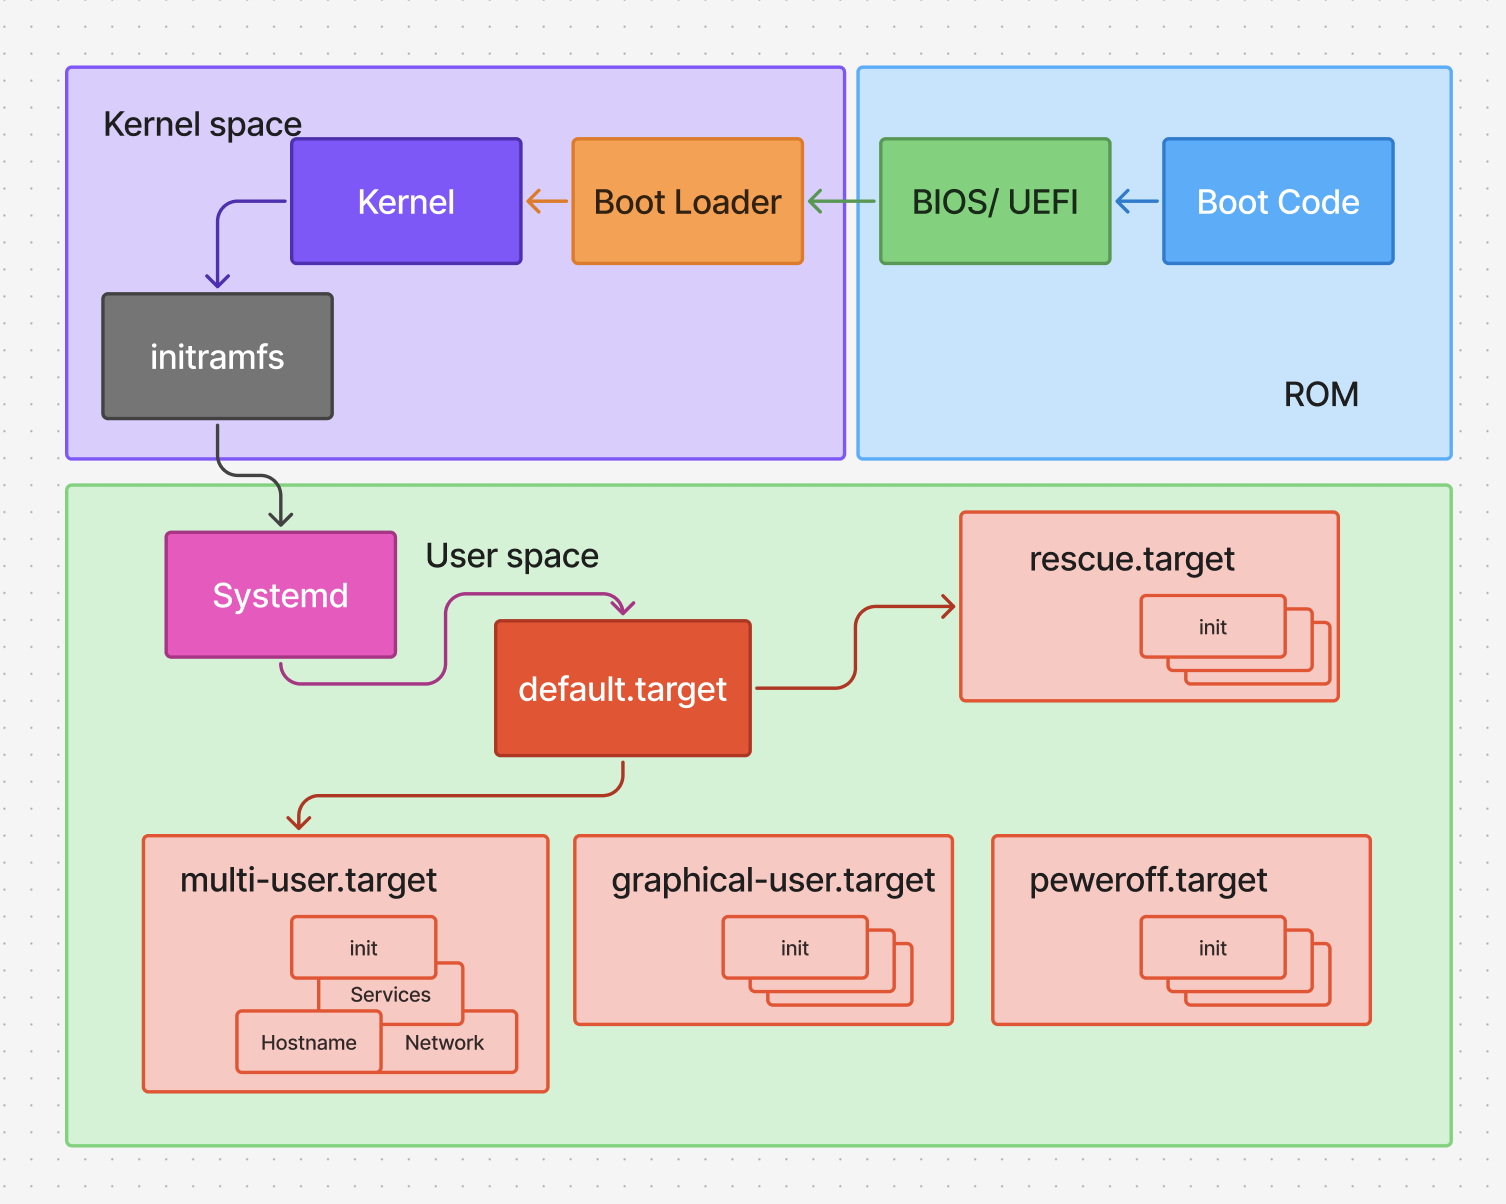 Kernel space
Kernel
Boot Loader
BIOS/ UEFI
Boot Code
initramfs
ROM
Systemd
User space
default.target
rescue.target
init
multi-user.target
init
Services
Hostname
Network
graphical-user.target
init
peweroff.target
init